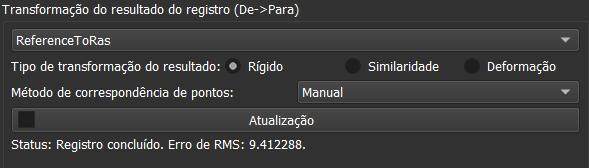 Transformação do resultado do registro (De->Para)
ReferenceToRas
Tipo de transformação do resultado: Rígido Similaridade Deformação
Método de correspondência de pontos: Manual
Atualização
Status: Registro concluído. Erro de RMS: 9.412288.